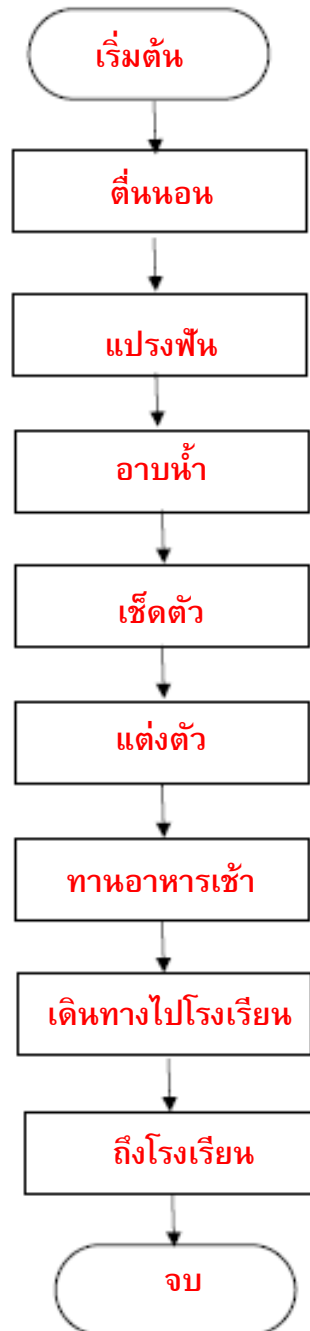 เริ่มต้น
ตื่นนอน
แปรงฟัน
อาบน้ำ
เช็ดตัว
แต่งตัว
ทานอาหารเช้า
เดินทางไปโรงเรียน
ถึงโรงเรียน
จบ